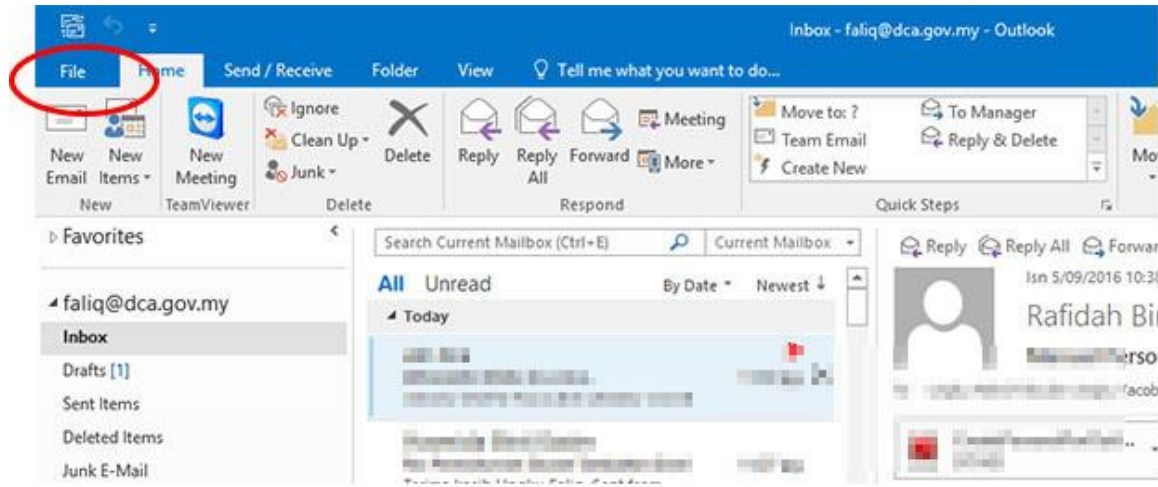 Inbox - faliq@dca.gov.my - Outlook
File Home Send / Receive Folder View Tell me what you want to do...
Ignore
Clean Up
Junk
New Email
New Items
New Meeting
Delete
Reply
Reply All
Forward
Meeting
More
Move to: ?
Team Email
Create New
To Manager
Reply & Delete
New TeamViewer Delete Respond Quick Steps
Favorites
faliq@dca.gov.my
Inbox
Drafts [1]
Sent Items
Deleted Items
Junk E-Mail
Search Current Mailbox (Ctrl+E) Current Mailbox
All Unread By Date Newest
Today
Reply Reply All
Isn 5/09/2016
Rafidah